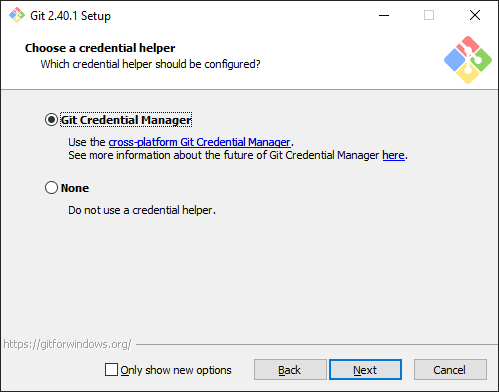 Git 2.40.1 Setup
Choose a credential helper
Which credential helper should be configured?
Git Credential Manager
Use the cross-platform Git Credential Manager.
See more information about the future of Git Credential Manager here.
None
Do not use a credential helper.
https://gitforwindows.org/
Only show new options
Back
Next
Cancel